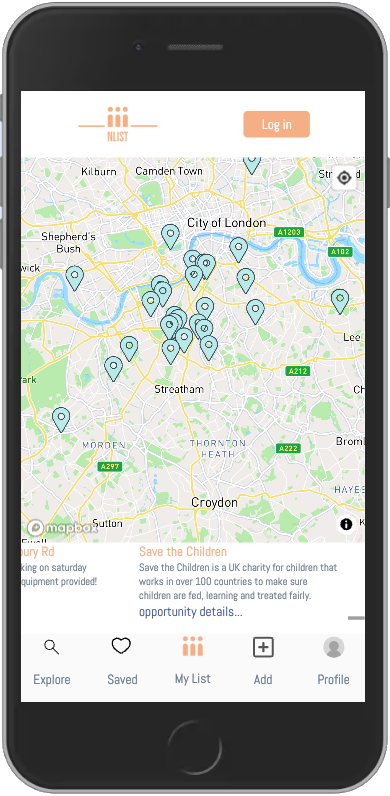 NLIST
Log in
Kilburn
Camden Town
City of London
A1203
Shepherd's
Bush
A102
wick
Lee
A212
park
Streatham
Ch
MORDEN
THORNTON
HEATH
A222
Broml
A297
HAYES
Croydon
mapbox
Sutton
bury Rd
king on saturday
equipment provided!
Save the Children
Save the Children is a UK charity for children that
works in over 100 countries to make sure
children are fed, learning and treated fairly.
opportunity details...
Explore
Saved
My List
Add
Profile